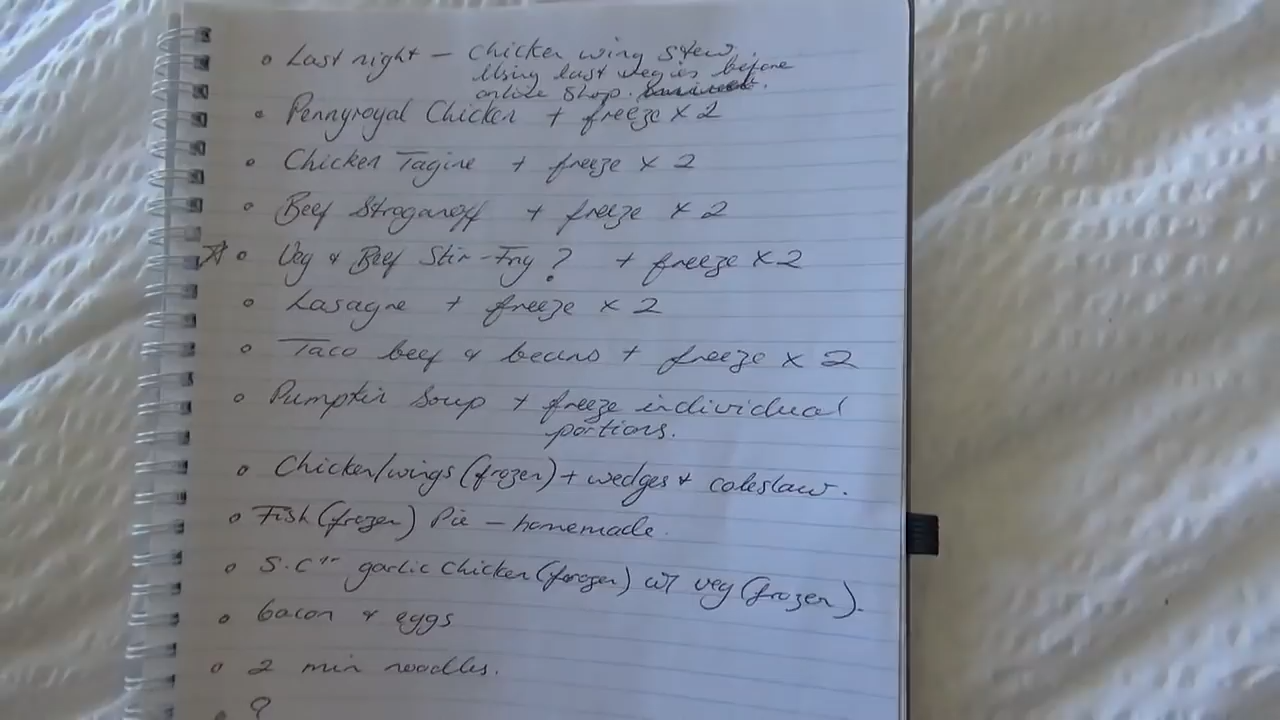 Last night - Chicken wing stew
Using last vegies before
online shop.
Pennyroyal Chicken + freeze x 2
Chicken Tagine + freeze x 2
Beef Stroganoff + freeze x 2
Veg & Beef Stir-Fry? + freeze x 2
Lasagne + freeze x 2
Taco beef & beans + freeze x 2
Pumpkin Soup + freeze individual
portions.
Chicken/wings (frozen) + wedges & coleslaw.
Fish (frozen) Pie - homemade.
garlic chicken (frozen) w/ veg (frozen).
bacon & eggs
2 min noodles.
?